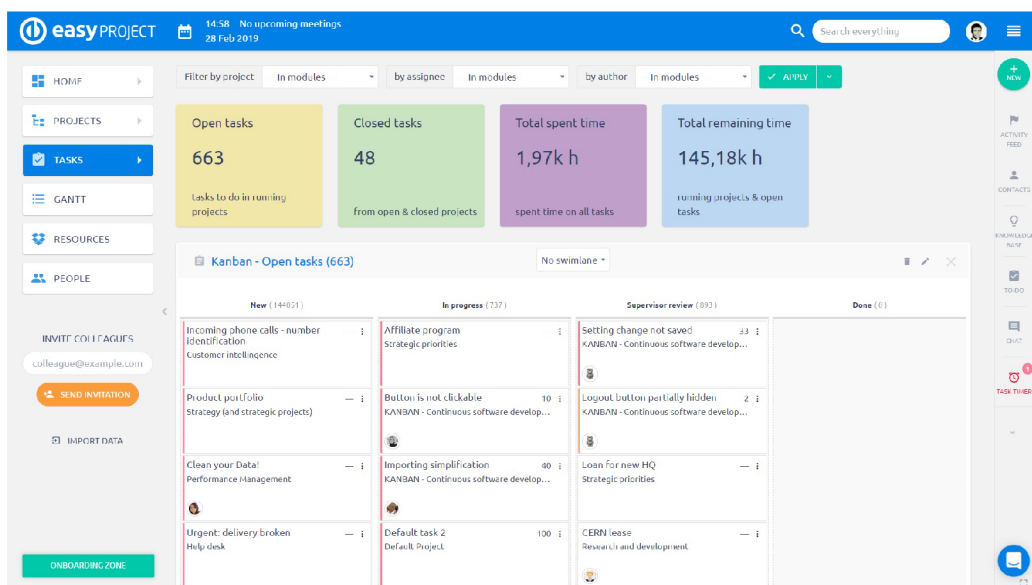 easy PROJECT
14:58 No upcoming meetings
28 Feb 2019
Search everything
HOME
PROJECTS
TASKS
GANTT
RESOURCES
PEOPLE
INVITE COLLEAGUES
colleague@example.com
SEND INVITATION
IMPORT DATA
ONBOARDING ZONE
Filter by project In modules by assignee In modules by author In modules APPLY
Open tasks
663
tasks to do in running
projects
Closed tasks
48
from open & closed projects
Total spent time
1,97k h
spent time on all tasks
Total remaining time
145,18k h
running projects & open
tasks
Kanban - Open tasks (663)
No swimlane
New (144051)
Incoming phone calls - number
identification
Customer intellingence
Product portfolio —
Strategy (and strategic projects)
Clean your Data! —
Performance Management
Urgent: delivery broken —
Help desk
In progress (737)
Affiliate program
Strategic priorities
Button is not clickable 10
KANBAN - Continuous software develop...
Importing simplification 40
KANBAN - Continuous software develop...
Default task 2 100
Default Project
Supervisor review (893)
Setting change not saved 33
KANBAN - Continuous software develop...
Logout button partially hidden 2
KANBAN - Continuous software develop...
Loan for new HQ —
Strategic priorities
CERN lease —
Research and development
Done (0)
NEW
ACTIVITY
FEED
CONTACTS
KNOWLEDGE
BASE
TO-DO
CHAT
1
TASK TIMER